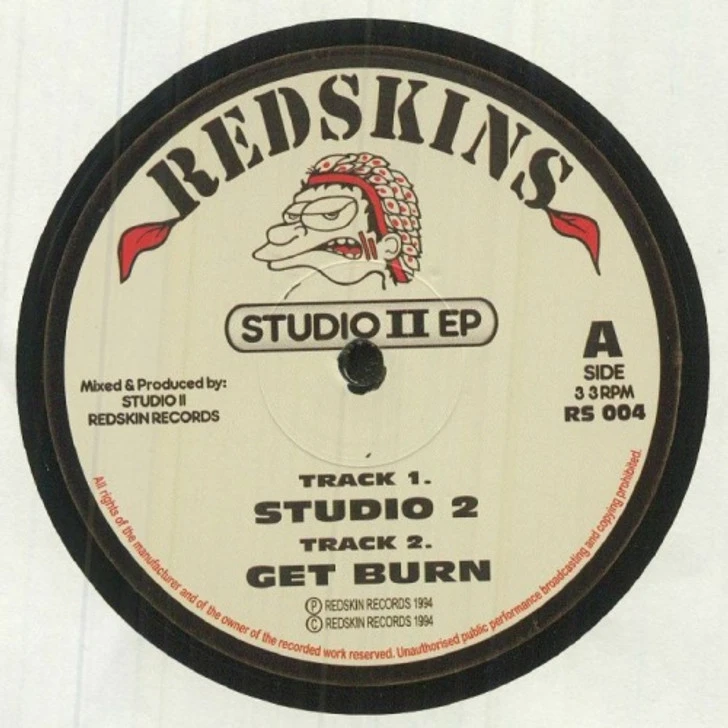 REDSKINS
STUDIO II EP
A
SIDE
33RPM
RS 004
Mixed & Produced by:
STUDIO II
REDSKIN RECORDS
TRACK 1.
STUDIO 2
TRACK 2.
GET BURN
Ⓟ REDSKIN RECORDS 1994
© REDSKIN RECORDS 1994
All rights of the manufacturer and of the owner of the recorded work reserved. Unauthorised public performance broadcasting and copying prohibited.